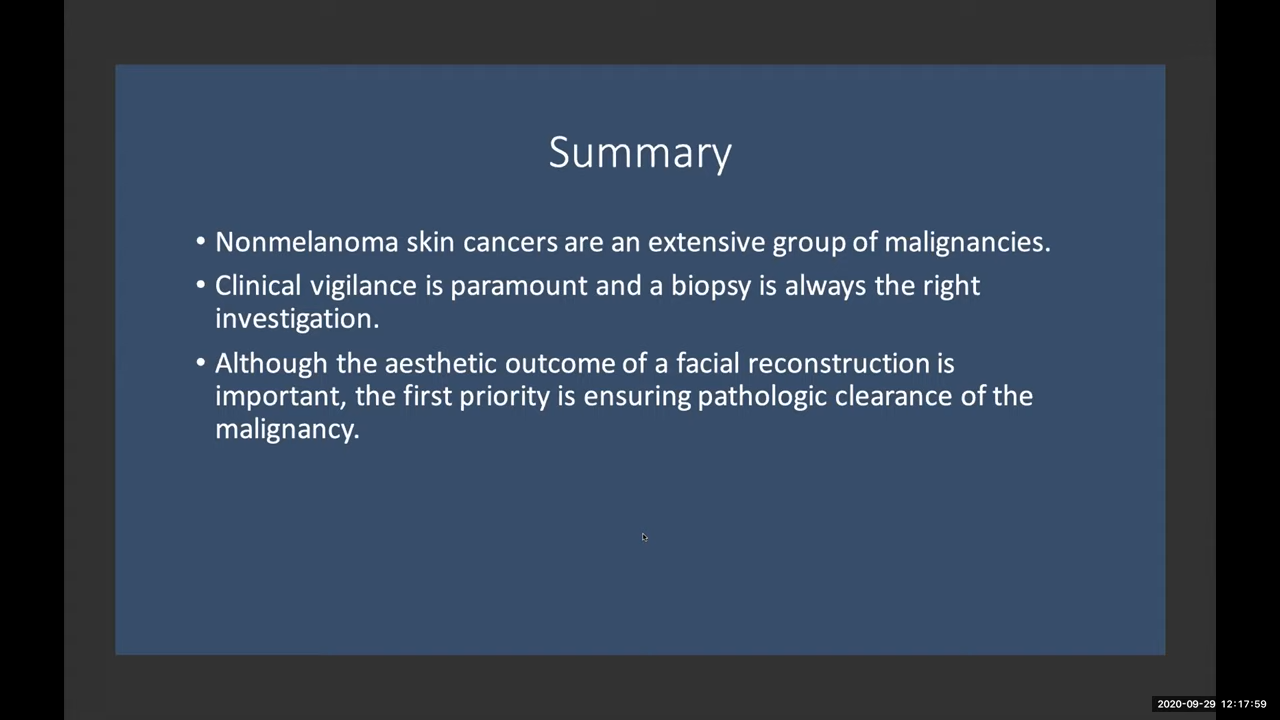 Summary
• Nonmelanoma skin cancers are an extensive group of malignancies.
• Clinical vigilance is paramount and a biopsy is always the right
investigation.
• Although the aesthetic outcome of a facial reconstruction is
important, the first priority is ensuring pathologic clearance of the
malignancy.
2020-09-29 12:17:59